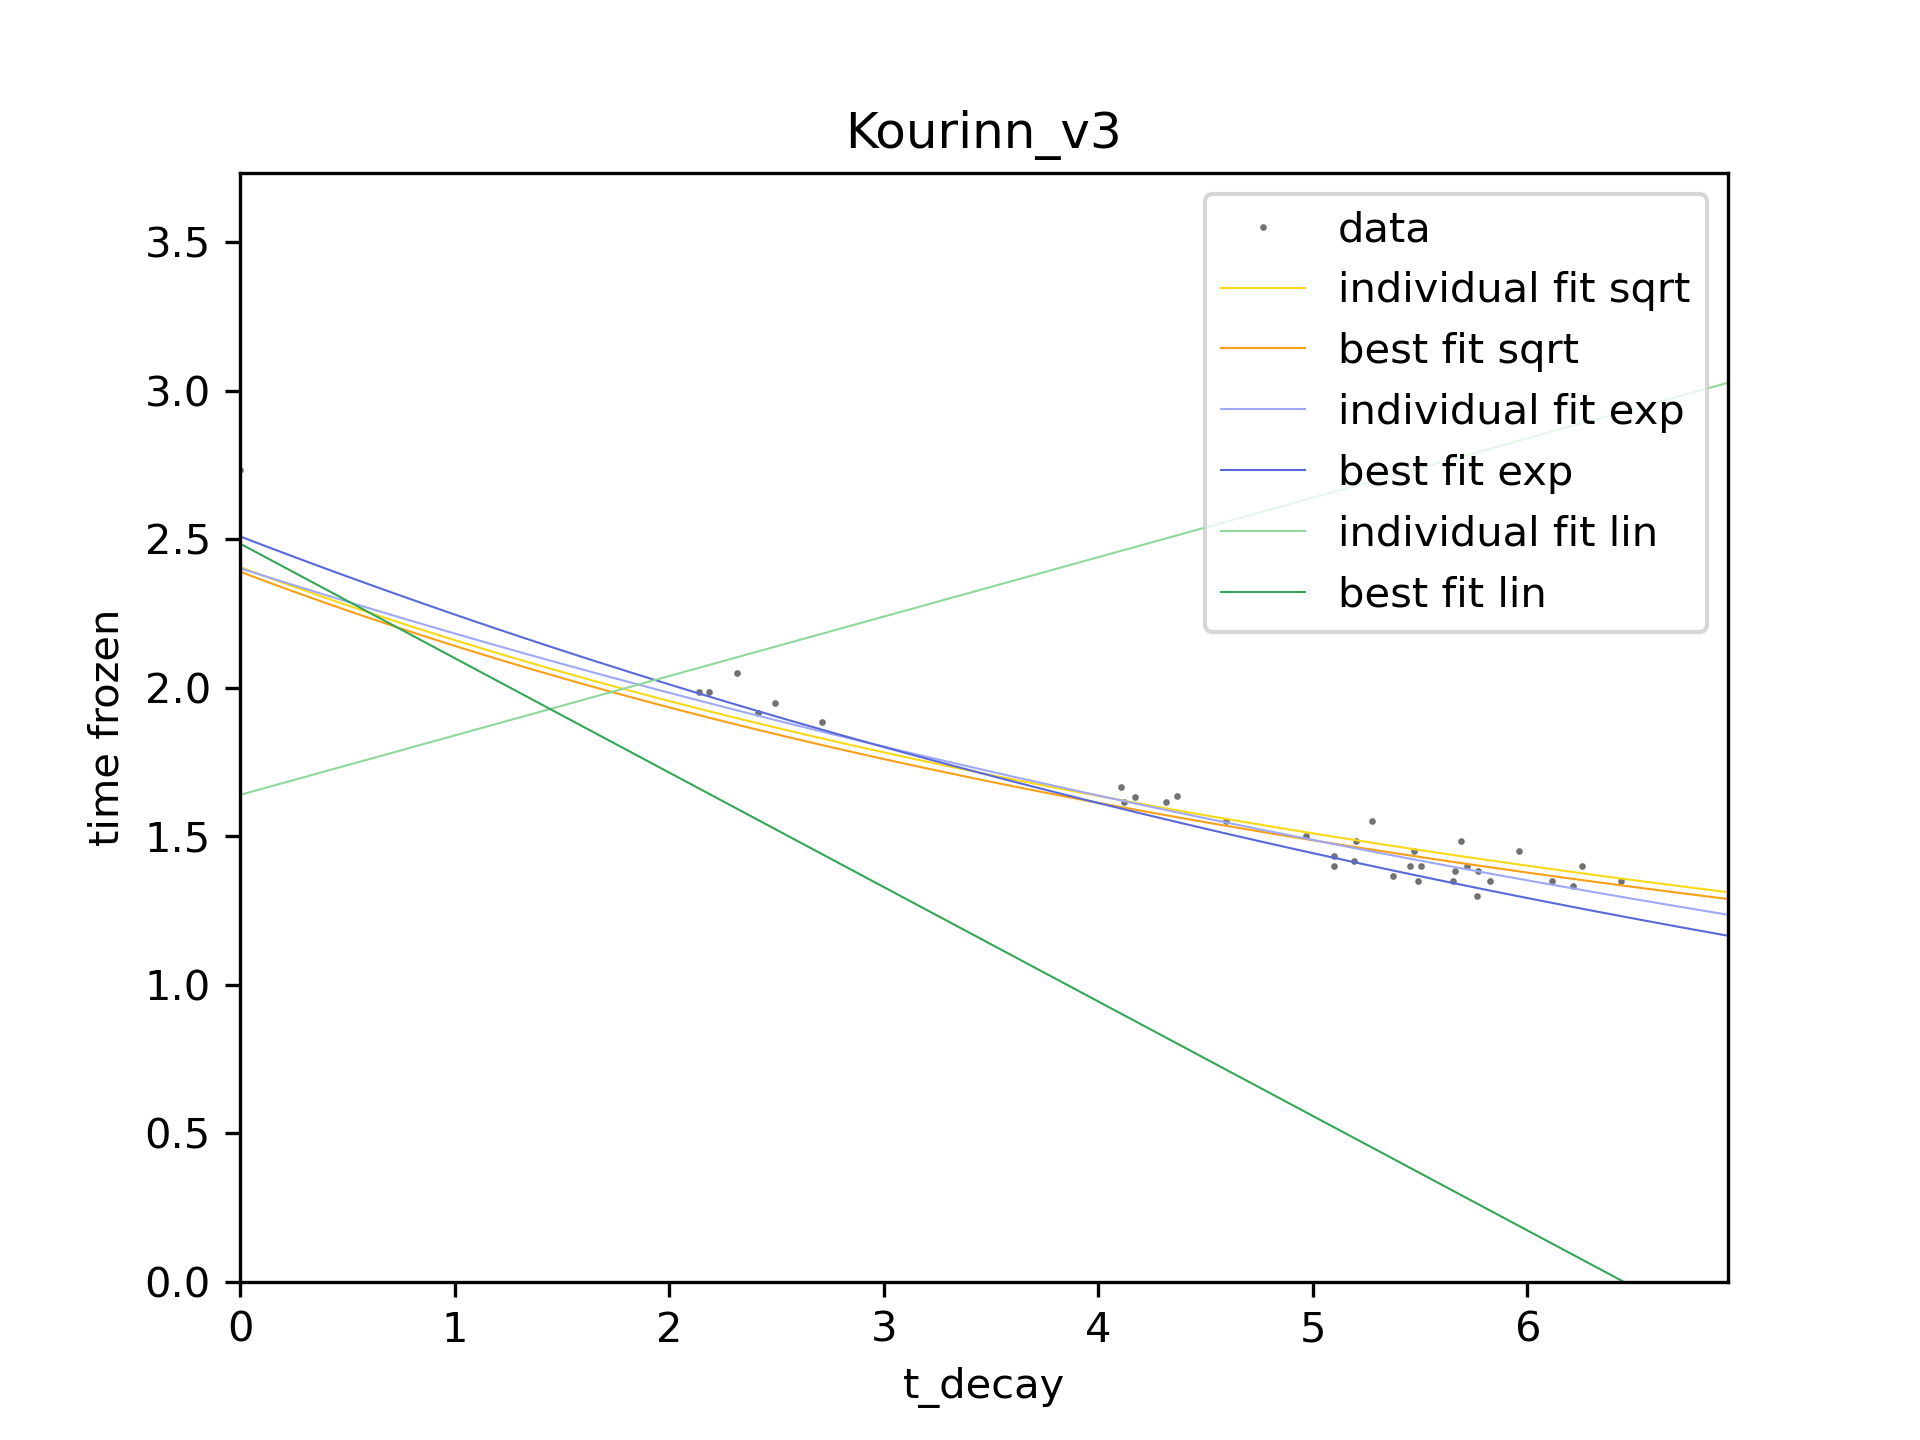 Kourinn_v3
3.5
3.0
2.5
2.0
1.5
1.0
0.5
0.0
time frozen
0 1 2 3 4 5 6
t_decay
data
individual fit sqrt
best fit sqrt
individual fit exp
best fit exp
individual fit lin
best fit lin